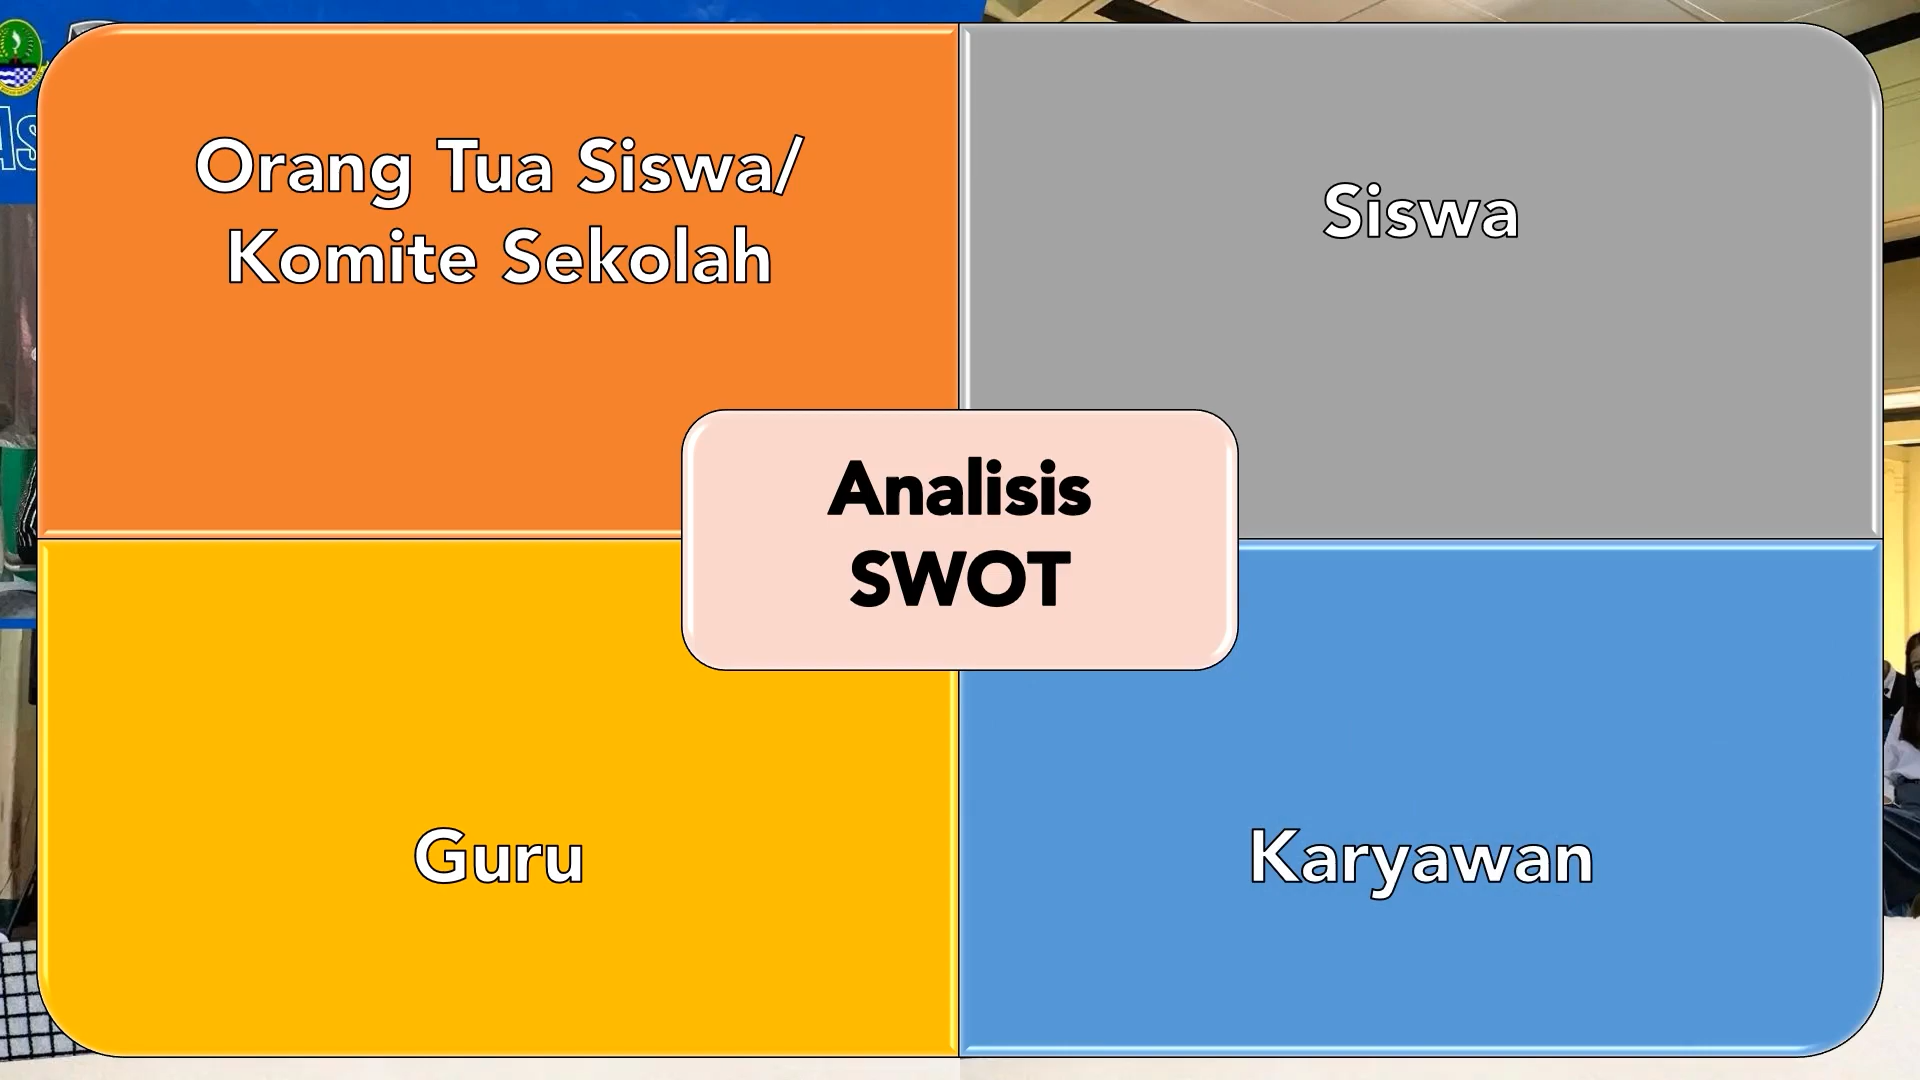 Orang Tua Siswa/
Komite Sekolah
Siswa
Analisis
SWOT
Guru
Karyawan